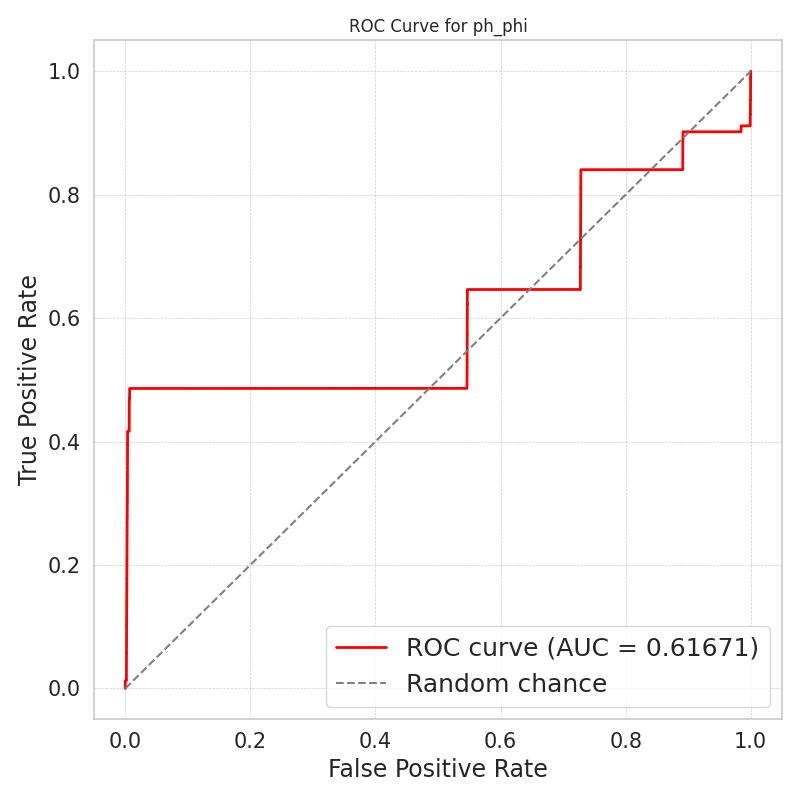 ROC Curve for ph_phi
1.0
0.8
0.6
0.4
0.2
0.0
True Positive Rate
ROC curve (AUC = 0.61671)
Random chance
0.0 0.2 0.4 0.6 0.8 1.0
False Positive Rate